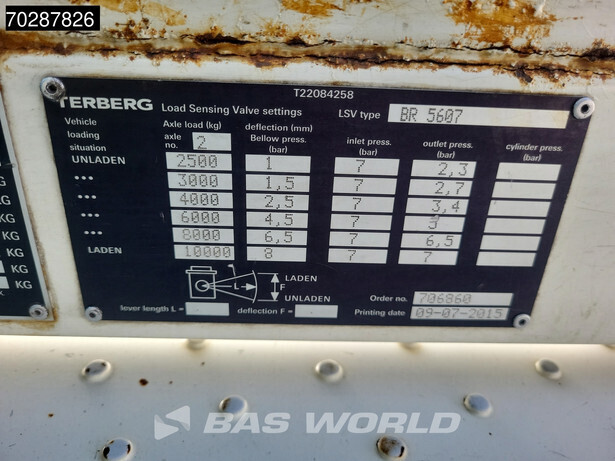 70287826
T22084258
TERBERG Load Sensing Valve settings LSV type BR 5607
Vehicle loading situation
Axle load (kg) axle no. 2
deflection (mm) Bellow press. (bar)
inlet press. (bar)
outlet press. (bar)
cylinder press. (bar)
UNLADEN 2500 1 7 2,3
••• 3000 1,5 7 2,7
••• 4000 2,5 7 3,4
••• 6000 4,5 7
••• 8000 6,5 7 6,5
LADEN 10000 8 7 7
L F LADEN
UNLADEN
lever length L = deflection F =
Order no. 706860
Printing date 09-07-2015
KG
KG
KG
KG
KG
KG
BAS WORLD